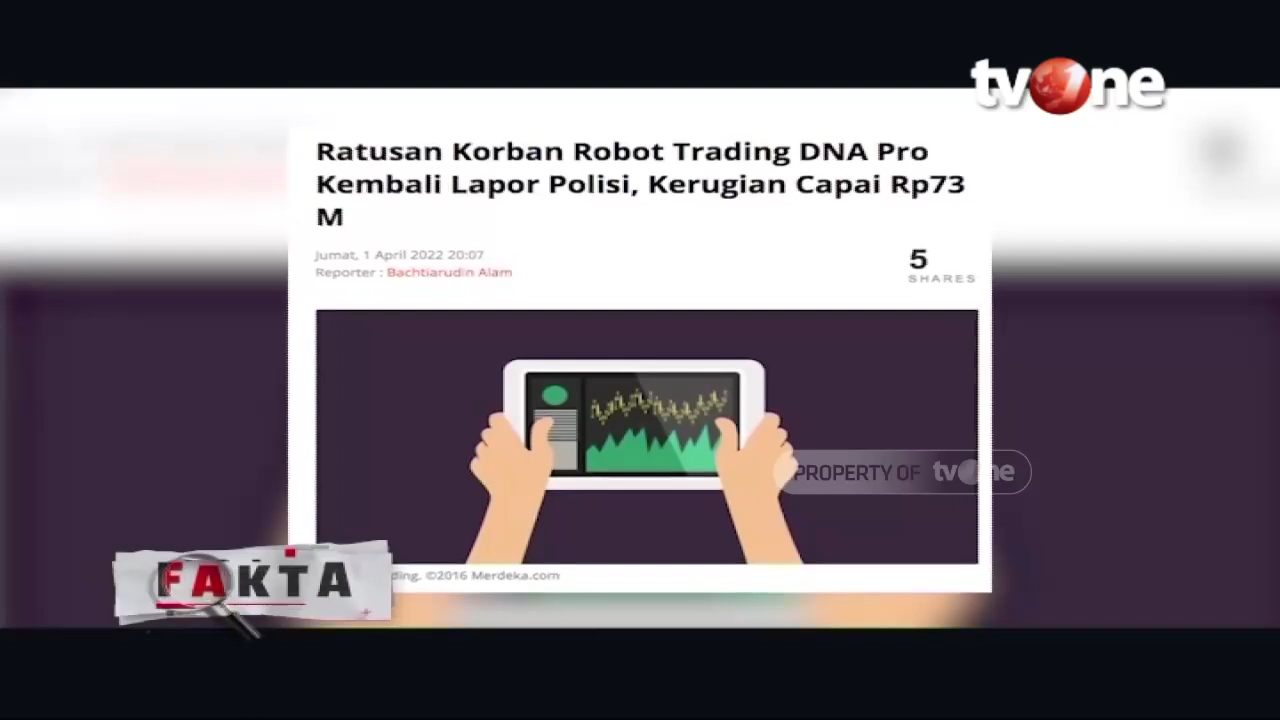 tvOne
Ratusan Korban Robot Trading DNA Pro
Kembali Lapor Polisi, Kerugian Capai Rp73
M
Jumat, 1 April 2022 20:07
Reporter : Bachtiarudin Alam
5
SHARES
PROPERTY OF tvOne
FAKTA
©2016 Merdeka.com